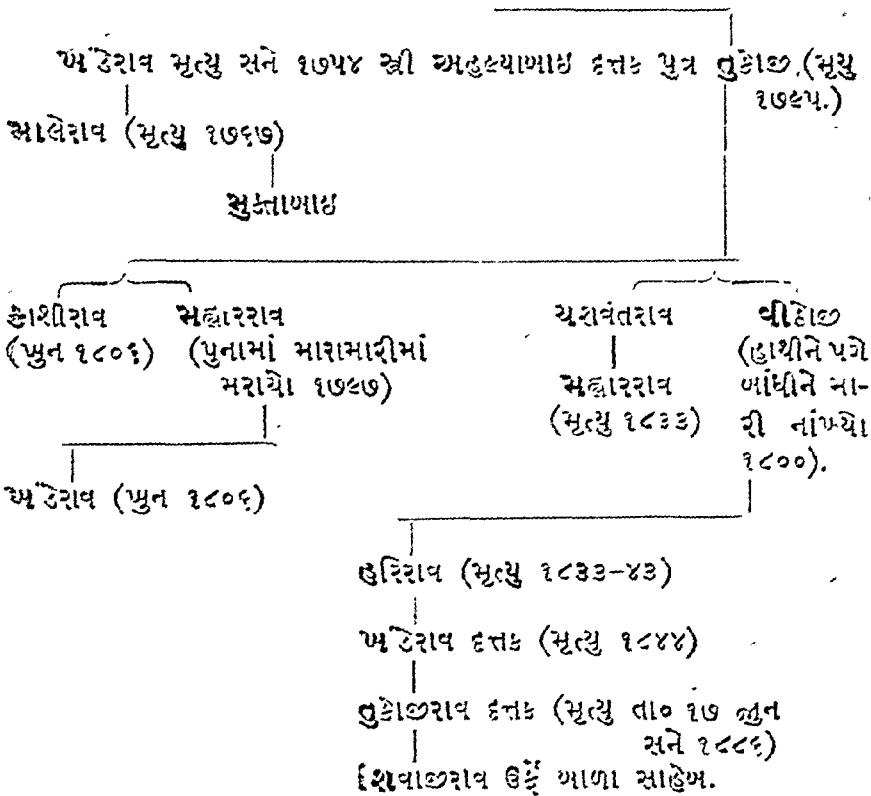 ખંડેરાવ મૃત્યુ સને ૧૭૫૪ સ્ત્રી અહલ્યાબાઇ દત્તક પુત્ર તુકોજી (મૃત્યુ
૧૭૯૫.)
માલેરાવ (મૃત્યુ ૧૭૬૭)
મુક્તાબાઇ
કાશીરાવ મલ્હારરાવ યશવંતરાવ વીઠોજી
(ખુન ૧૮૦૬) (પુનામાં મારામારીમાં (હાથીને પગે
મરાયો ૧૭૯૭) મલ્હારરાવ બાંધીને મા-
(મૃત્યુ ૧૮૩૩) રી નાંખ્યો
૧૮૦૦).
ખંડેરાવ (ખુન ૧૮૦૬)
હરિરાવ (મૃત્યુ ૧૮૩૩-૪૩)
ખંડેરાવ દત્તક (મૃત્યુ ૧૮૪૪)
તુકોજીરાવ દત્તક (મૃત્યુ તા૦ ૧૭ જુન
સને ૧૮૮૬)
શિવાજીરાવ ઉર્ફે બાળા સાહેબ.